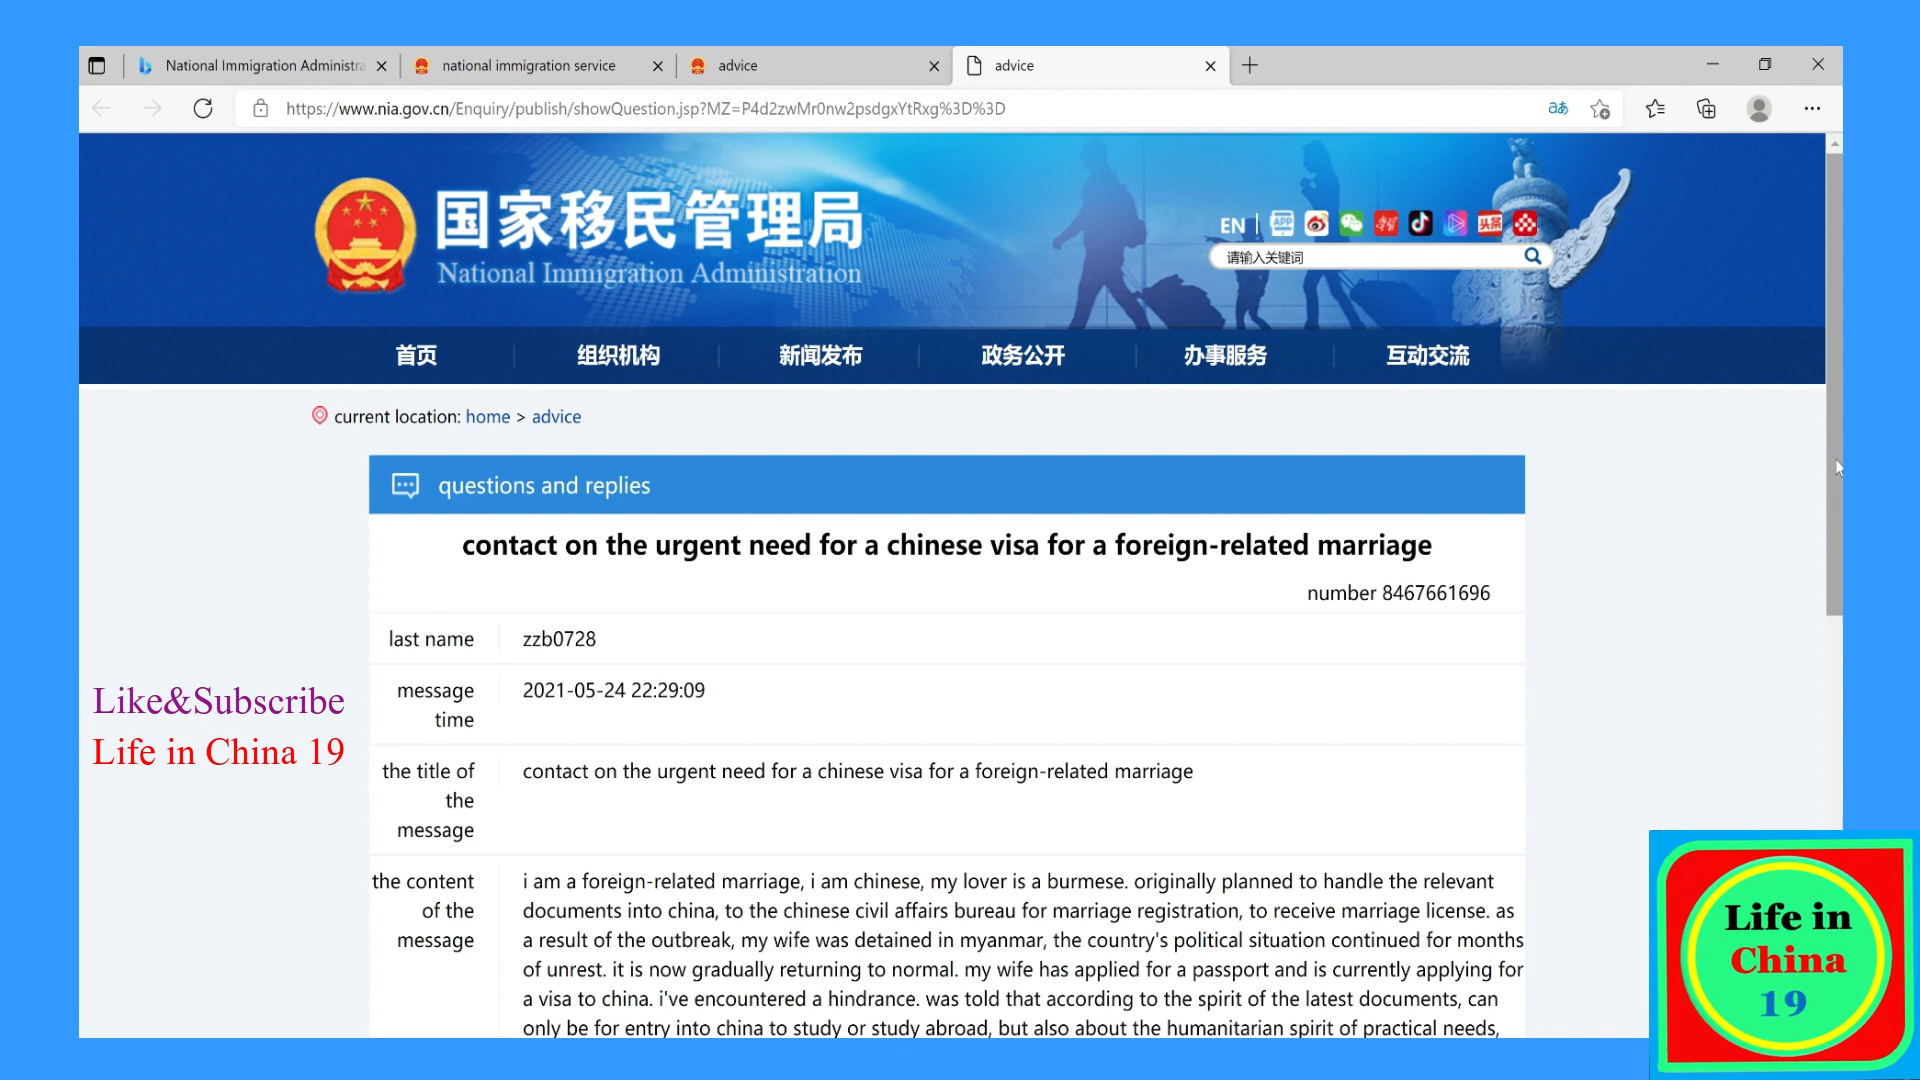 National Immigration Administra
national immigration service
advice
advice
https://www.nia.gov.cn/Enquiry/publish/showQuestion.jsp?MZ=P4d2zwMr0nw2psdgxYtRxg%3D%3D
国家移民管理局
National Immigration Administration
EN
APP
头条
请输入关键词
首页
组织机构
新闻发布
政务公开
办事服务
互动交流
current location: home > advice
questions and replies
contact on the urgent need for a chinese visa for a foreign-related marriage
number 8467661696
last name
zzb0728
message time
2021-05-24 22:29:09
the title of the message
contact on the urgent need for a chinese visa for a foreign-related marriage
the content of the message
i am a foreign-related marriage, i am chinese, my lover is a burmese. originally planned to handle the relevant
documents into china, to the chinese civil affairs bureau for marriage registration, to receive marriage license. as
a result of the outbreak, my wife was detained in myanmar, the country's political situation continued for months
of unrest. it is now gradually returning to normal. my wife has applied for a passport and is currently applying for
a visa to china. i've encountered a hindrance. was told that according to the spirit of the latest documents, can
only be for entry into china to study or study abroad, but also about the humanitarian spirit of practical needs,
Like&Subscribe
Life in China 19
Life in
China
19